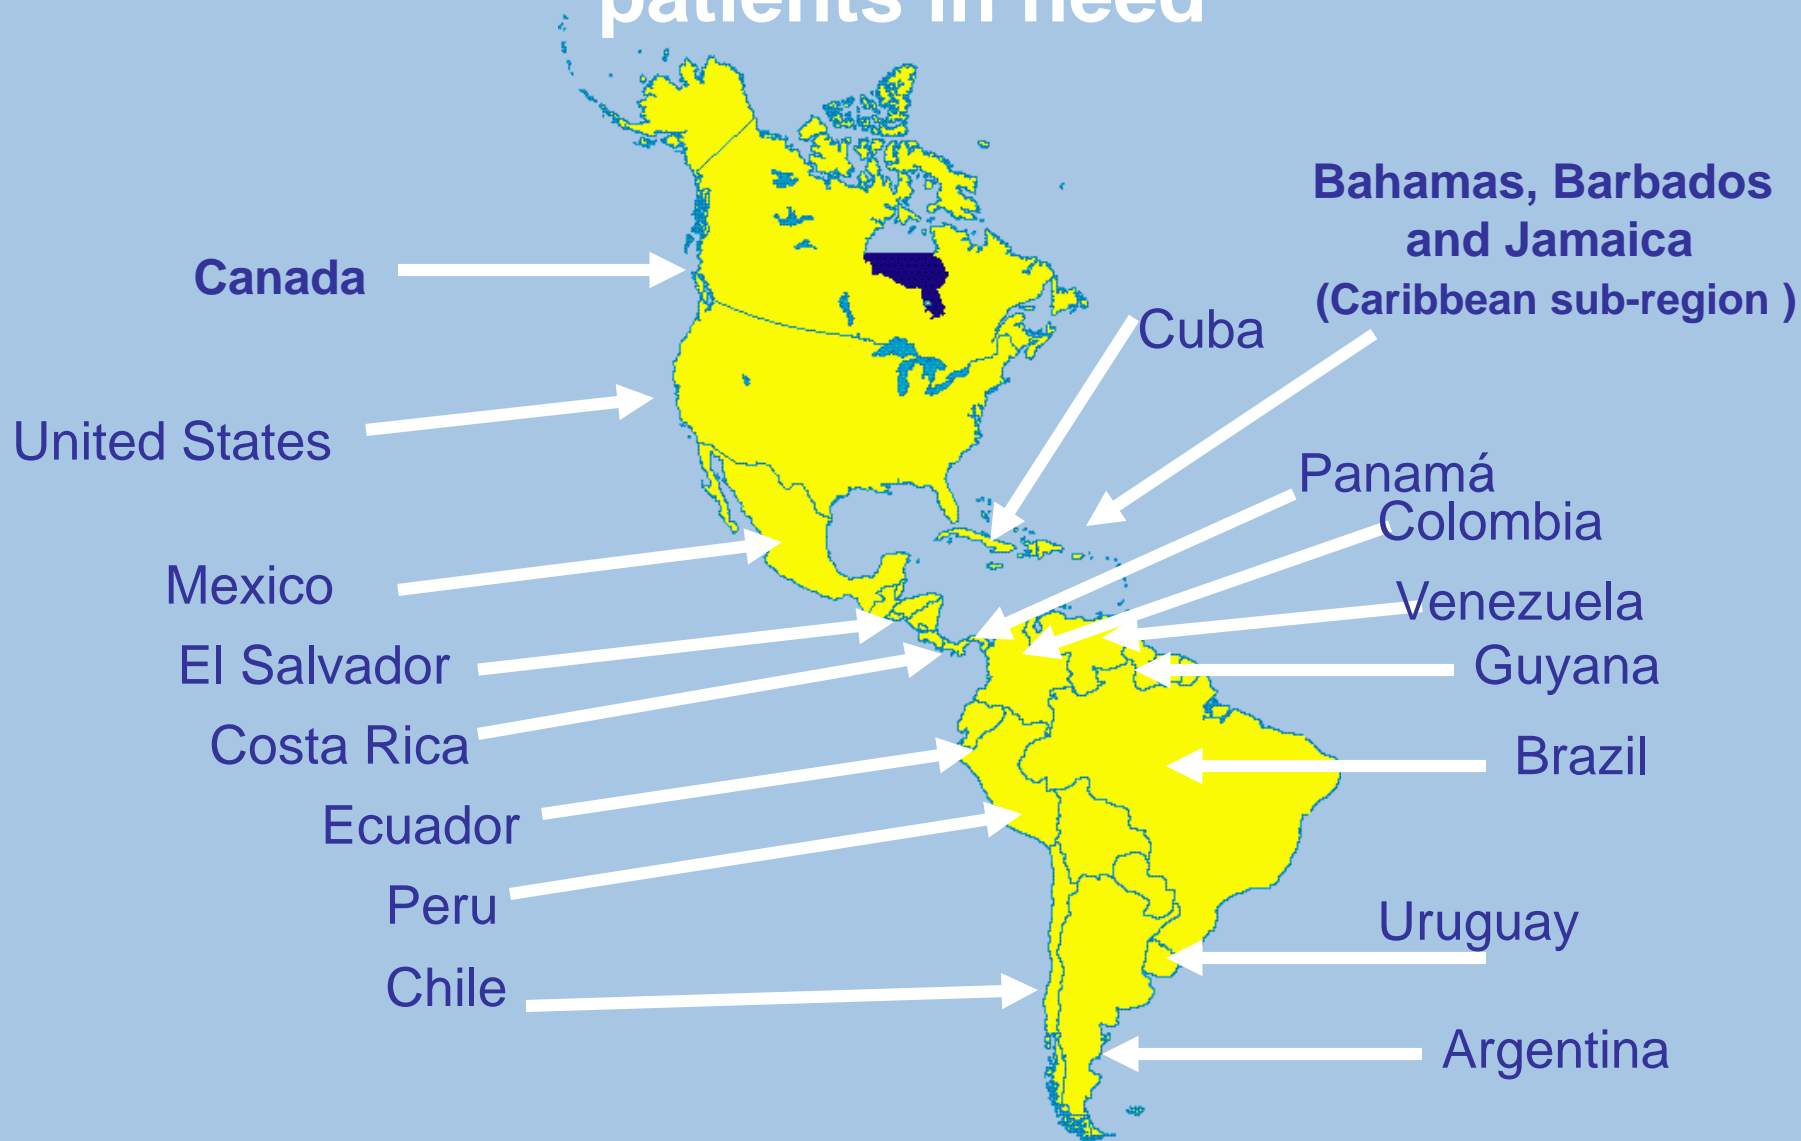 patients in need
Bahamas, Barbados
and Jamaica
(Caribbean sub-region )
Canada
Cuba
United States
Panamá
Colombia
Mexico
Venezuela
El Salvador
Guyana
Costa Rica
Brazil
Ecuador
Peru
Uruguay
Chile
Argentina